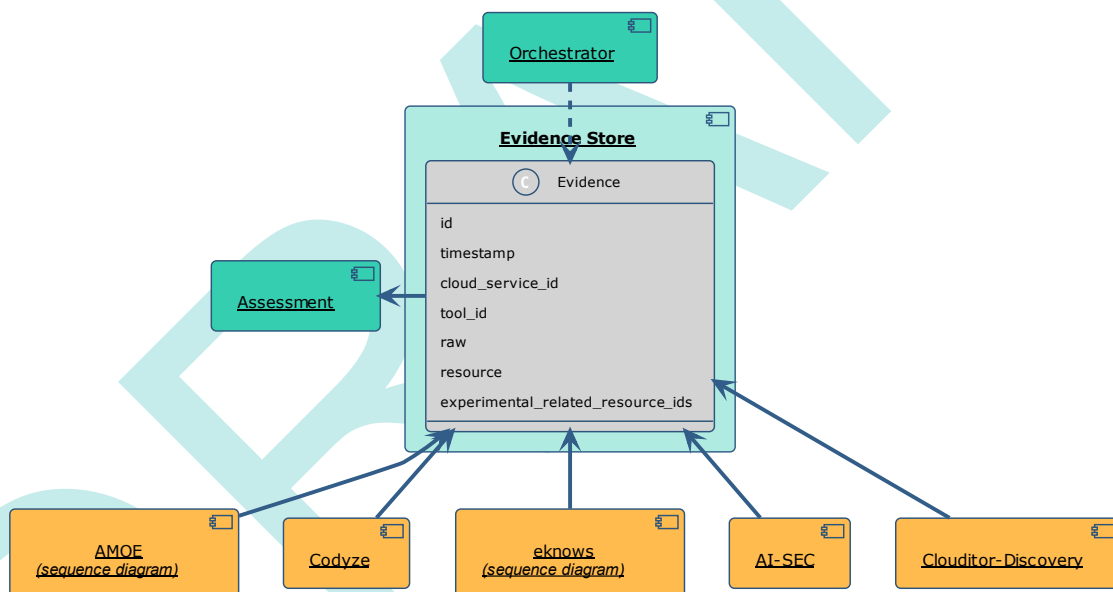 Orchestrator
Evidence Store
C Evidence
id
timestamp
cloud_service_id
tool_id
raw
resource
experimental_related_resource_ids
Assessment
AMOE
(sequence diagram)
Codyze
eknows
(sequence diagram)
AI-SEC
Clouditor-Discovery